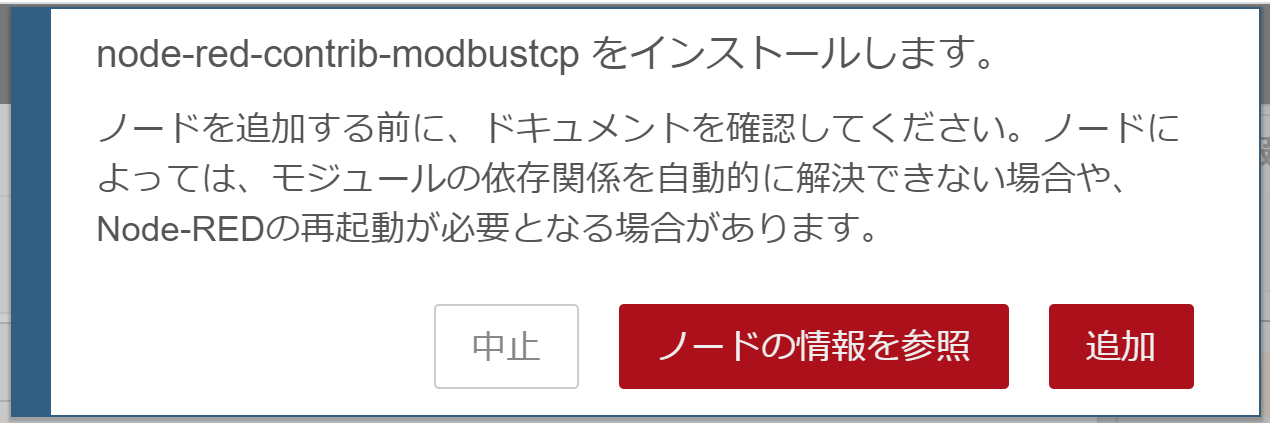 node-red-contrib-modbustcp をインストールします。
ノードを追加する前に、ドキュメントを確認してください。ノードに
よっては、モジュールの依存関係を自動的に解決できない場合や、
Node-REDの再起動が必要となる場合があります。
中止
ノードの情報を参照
追加